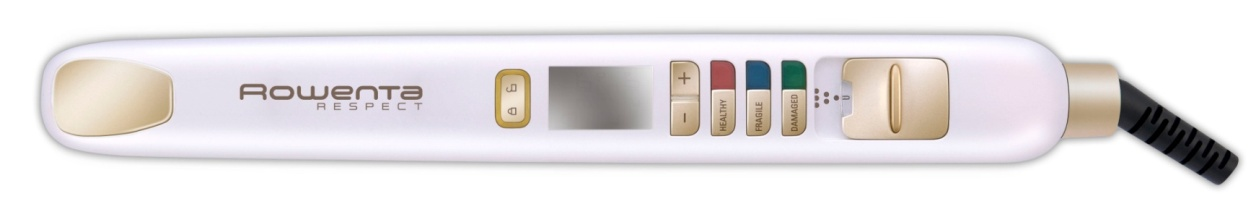 Rowenta
RESPECT
+
-
HEALTHY
FRAGILE
DAMAGED